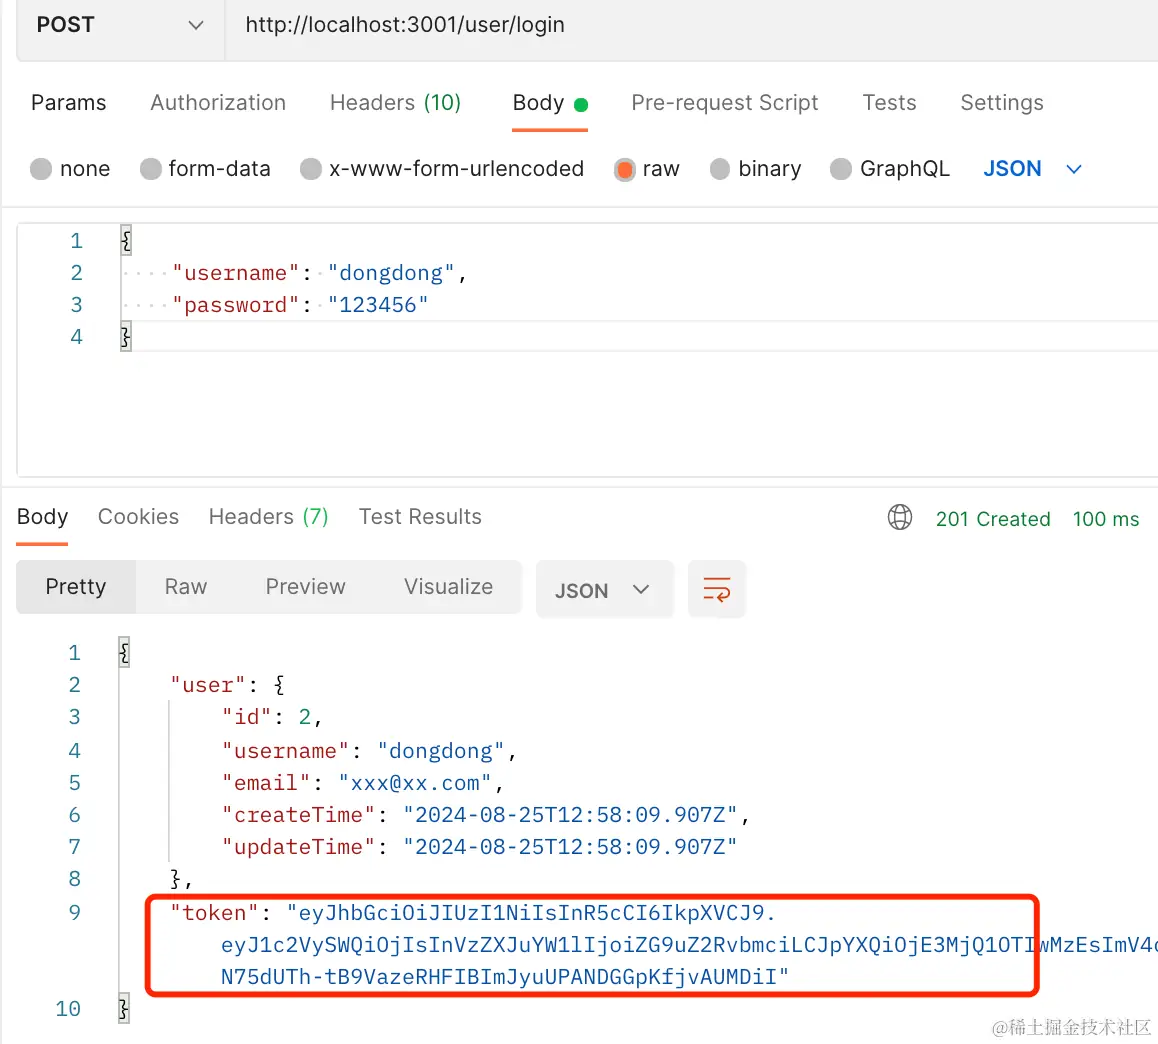 POST http://localhost:3001/user/login
Params Authorization Headers (10) Body Pre-request Script Tests Settings
none form-data x-www-form-urlencoded raw binary GraphQL JSON
1 {
2 "username": "dongdong",
3 "password": "123456"
4 }
Body Cookies Headers (7) Test Results 201 Created 100 ms
Pretty Raw Preview Visualize JSON
1 {
2 "user": {
3 "id": 2,
4 "username": "dongdong",
5 "email": "xxx@xx.com",
6 "createTime": "2024-08-25T12:58:09.907Z",
7 "updateTime": "2024-08-25T12:58:09.907Z"
8 },
9 "token": "eyJhbGciOiJIUzI1NiIsInR5cCI6IkpXVCJ9.
eyJ1c2VySWQiOjIsInVzZXJuYW1lIjoiZG9uZ2RvbmciLCJpYXQiOjE3MjQ1OTIwMzEsImV4c
N75dUTh-tB9VazeRHFIBImJyuUPANDGGpKfjvAUMDiI"
10 }
@稀土掘金技术社区